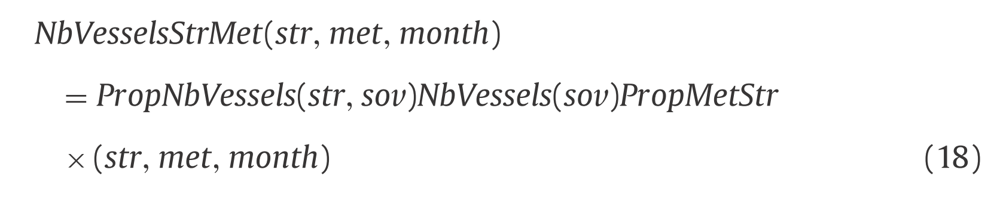 NbVesselsStrMet(str, met, month)
= PropNbVessels(str, sov)NbVessels(sov)PropMetStr
× (str, met, month) (18)